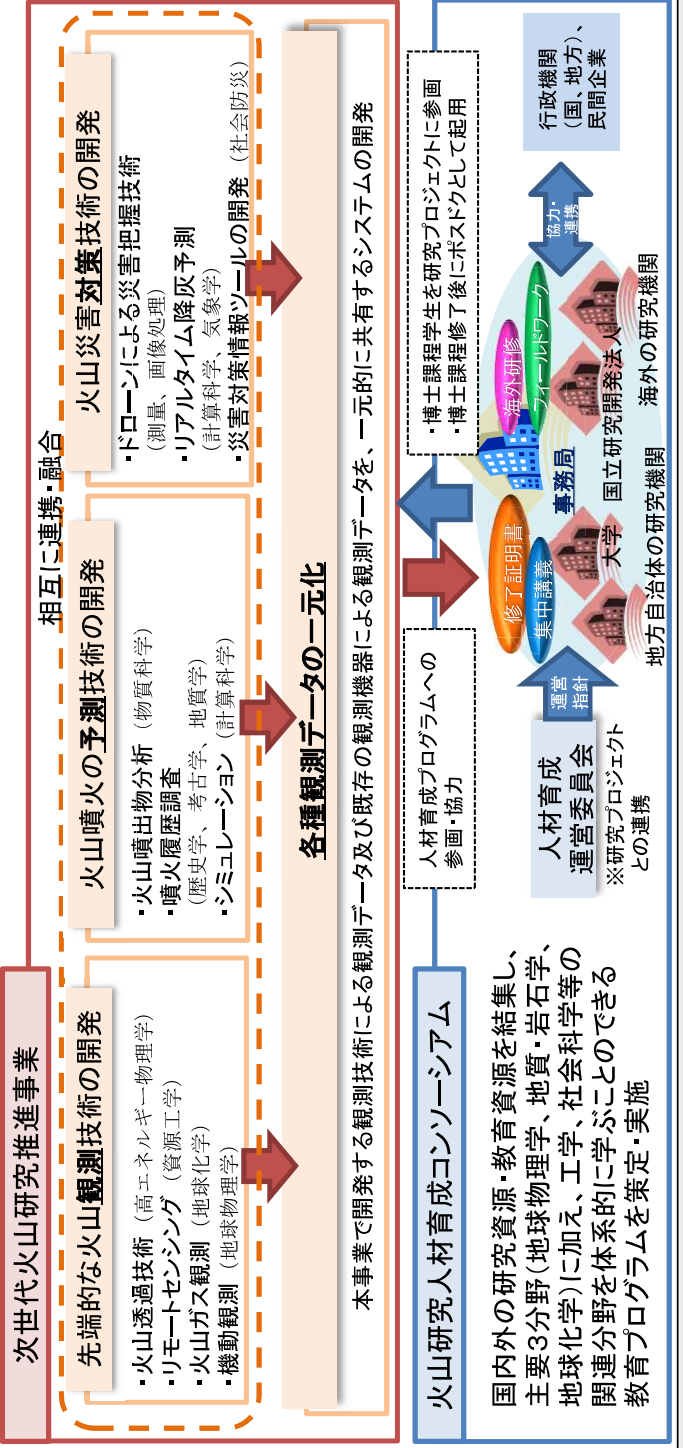 次世代火山研究推進事業
相互に連携・融合
先端的な火山観測技術の開発
・火山透過技術（高エネルギー物理学）
・リモートセンシング（資源工学）
・火山ガス観測（地球化学）
・機動観測（地球物理学）
火山噴火の予測技術の開発
・火山噴出物分析（物質科学）
・噴火履歴調査
（歴史学、考古学、地質学）
・シミュレーション（計算科学）
火山災害対策技術の開発
・ドローンによる災害把握技術
（測量、画像処理）
・リアルタイム降灰予測
（計算科学、気象学）
・災害対策情報ツールの開発（社会防災）
各種観測データの一元化
本事業で開発する観測技術による観測データ及び既存の観測機器による観測データを、一元的に共有するシステムの開発
火山研究人材育成コンソーシアム
国内外の研究資源・教育資源を結集し、
主要3分野（地球物理学、地質・岩石学、
地球化学）に加え、工学、社会科学等の
関連分野を体系的に学ぶことのできる
教育プログラムを策定・実施
人材育成プログラムへの
参画・協力
・博士課程学生を研究プロジェクトに参画
・博士課程修了後にポスドクとして起用
人材育成
運営委員会
※研究プロジェクト
との連携
運営
指針
修了証明書
集中講義
事務局
海外研修
フィールドワーク
大学
国立研究開発法人
地方自治体の研究機関
海外の研究機関
協力・
連携
行政機関
（国、地方）、
民間企業